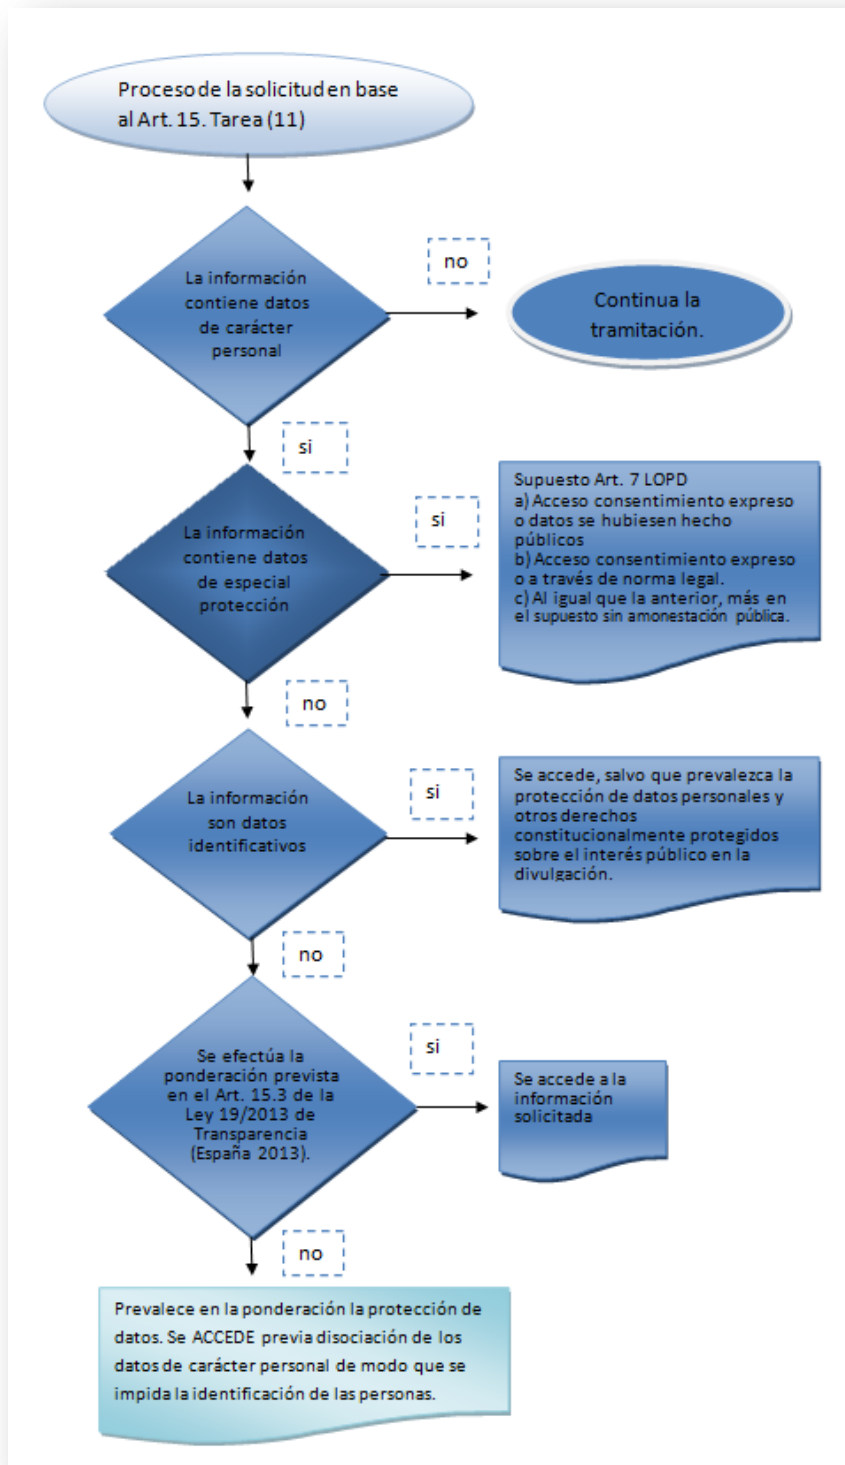 Proceso de la solicitud en base
al Art. 15. Tarea (11)
La información
contiene datos
de carácter
personal
no
Continua la
tramitación.
si
La información
contiene datos
de especial
protección
si
Supuesto Art. 7 LOPD
a) Acceso consentimiento expreso
o datos se hubiesen hecho
públicos
b) Acceso consentimiento expreso
o a través de norma legal.
c) Al igual que la anterior, más en
el supuesto sin amonestación pública.
no
La información
son datos
identificativos
si
Se accede, salvo que prevalezca la
protección de datos personales y
otros derechos
constitucionalmente protegidos
sobre el interés público en la
divulgación.
no
Se efectúa la
ponderación prevista
en el Art. 15.3 de la
Ley 19/2013 de
Transparencia
(España 2013).
si
Se accede a la
información
solicitada
no
Prevalece en la ponderación la protección de
datos. Se ACCEDE previa disociación de los
datos de carácter personal de modo que se
impida la identificación de las personas.